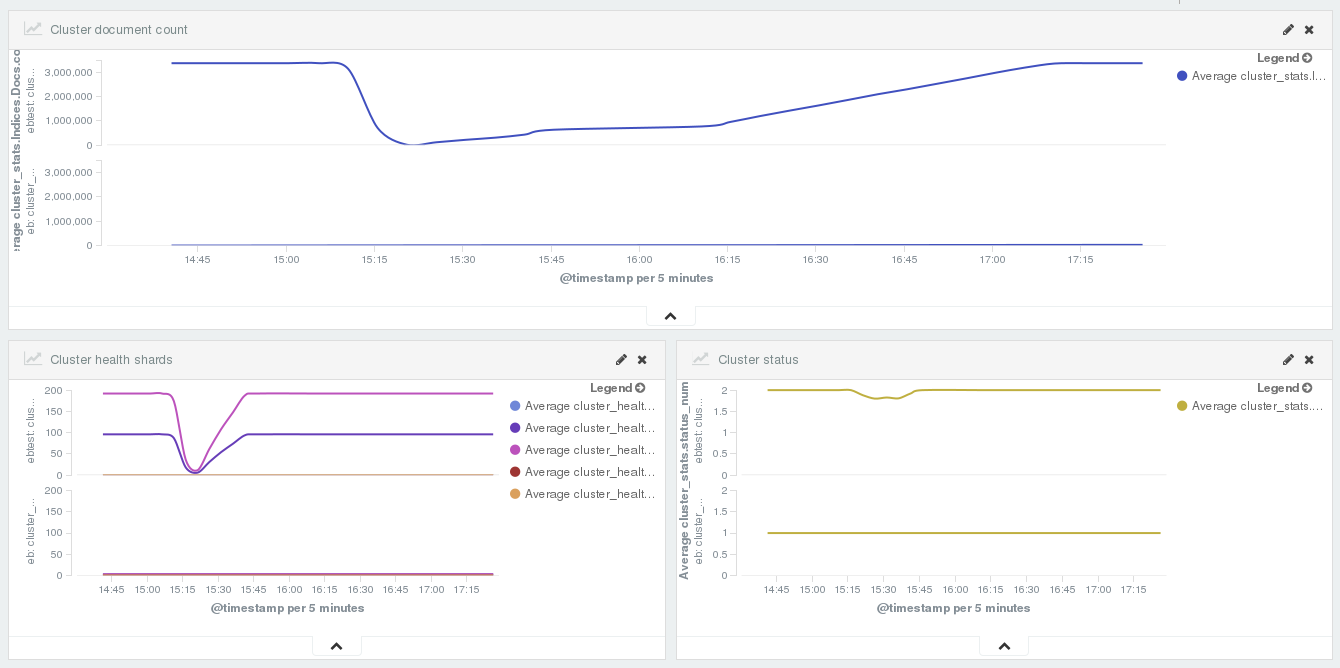 Cluster document count
Legend
Average cluster_stats.I...
ebtest: clus...
3,000,000
2,000,000
1,000,000
0
eb: cluster_...
3,000,000
2,000,000
1,000,000
0
14:45 15:00 15:15 15:30 15:45 16:00 16:15 16:30 16:45 17:00 17:15
@timestamp per 5 minutes
Cluster health shards
Legend
Average cluster_healt...
Average cluster_healt...
Average cluster_healt...
Average cluster_healt...
Average cluster_healt...
ebtest: clus...
200
150
100
50
0
eb: cluster_...
200
150
100
50
0
14:45 15:00 15:15 15:30 15:45 16:00 16:15 16:30 16:45 17:00 17:15
@timestamp per 5 minutes
Cluster status
Legend
Average cluster_stats....
Average cluster_stats.status_num
ebtest: clus...
2
1.5
1
0.5
0
eb: cluster_...
2
1.5
1
0.5
0
14:45 15:00 15:15 15:30 15:45 16:00 16:15 16:30 16:45 17:00 17:15
@timestamp per 5 minutes